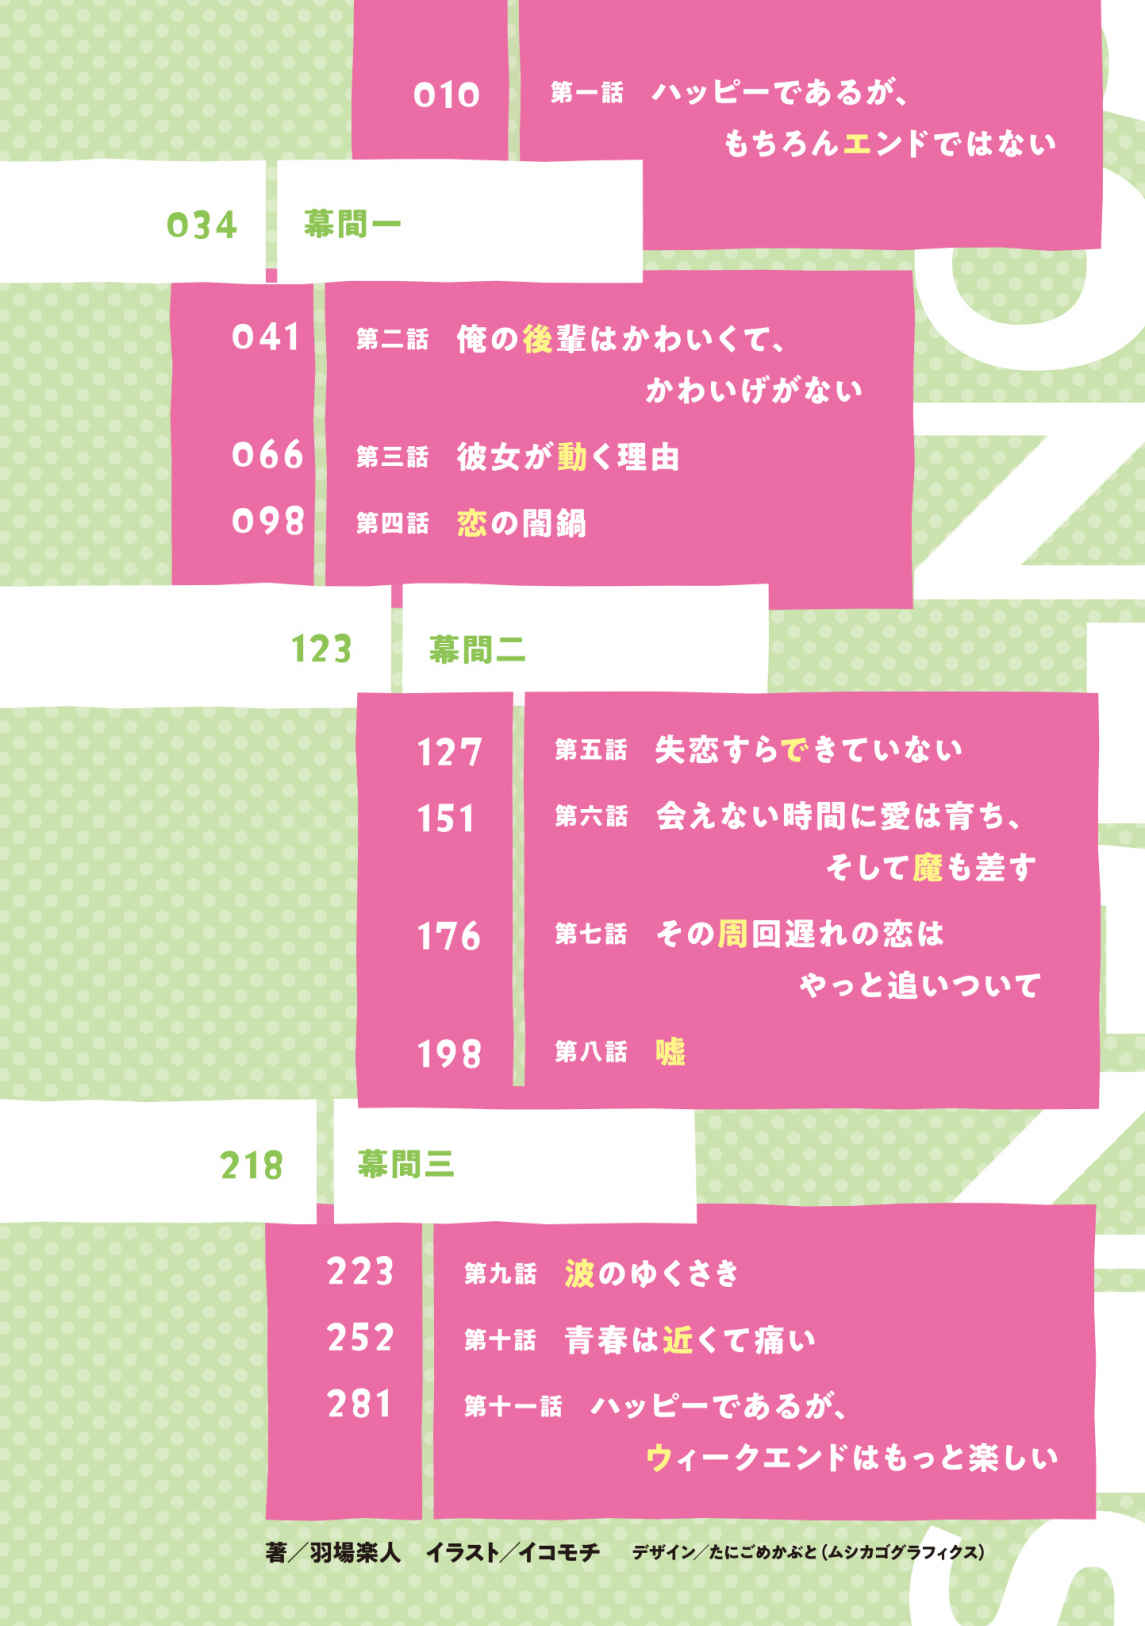 010 第一話 ハッピーであるが、
もちろんエンドではない
034 幕間一
041 第二話 俺の後輩はかわいくて、
かわいげがない
066 第三話 彼女が動く理由
098 第四話 恋の闇鍋
123 幕間二
127 第五話 失恋すらできていない
151 第六話 会えない時間に愛は育ち、
そして魔も差す
176 第七話 その周回遅れの恋は
やっと追いついて
198 第八話 嘘
218 幕間三
223 第九話 波のゆくさき
252 第十話 青春は近くて痛い
281 第十一話 ハッピーであるが、
ウィークエンドはもっと楽しい
著／羽場楽人 イラスト／イコモチ デザイン／たにごめかぶと(ムシカゴグラフィクス)